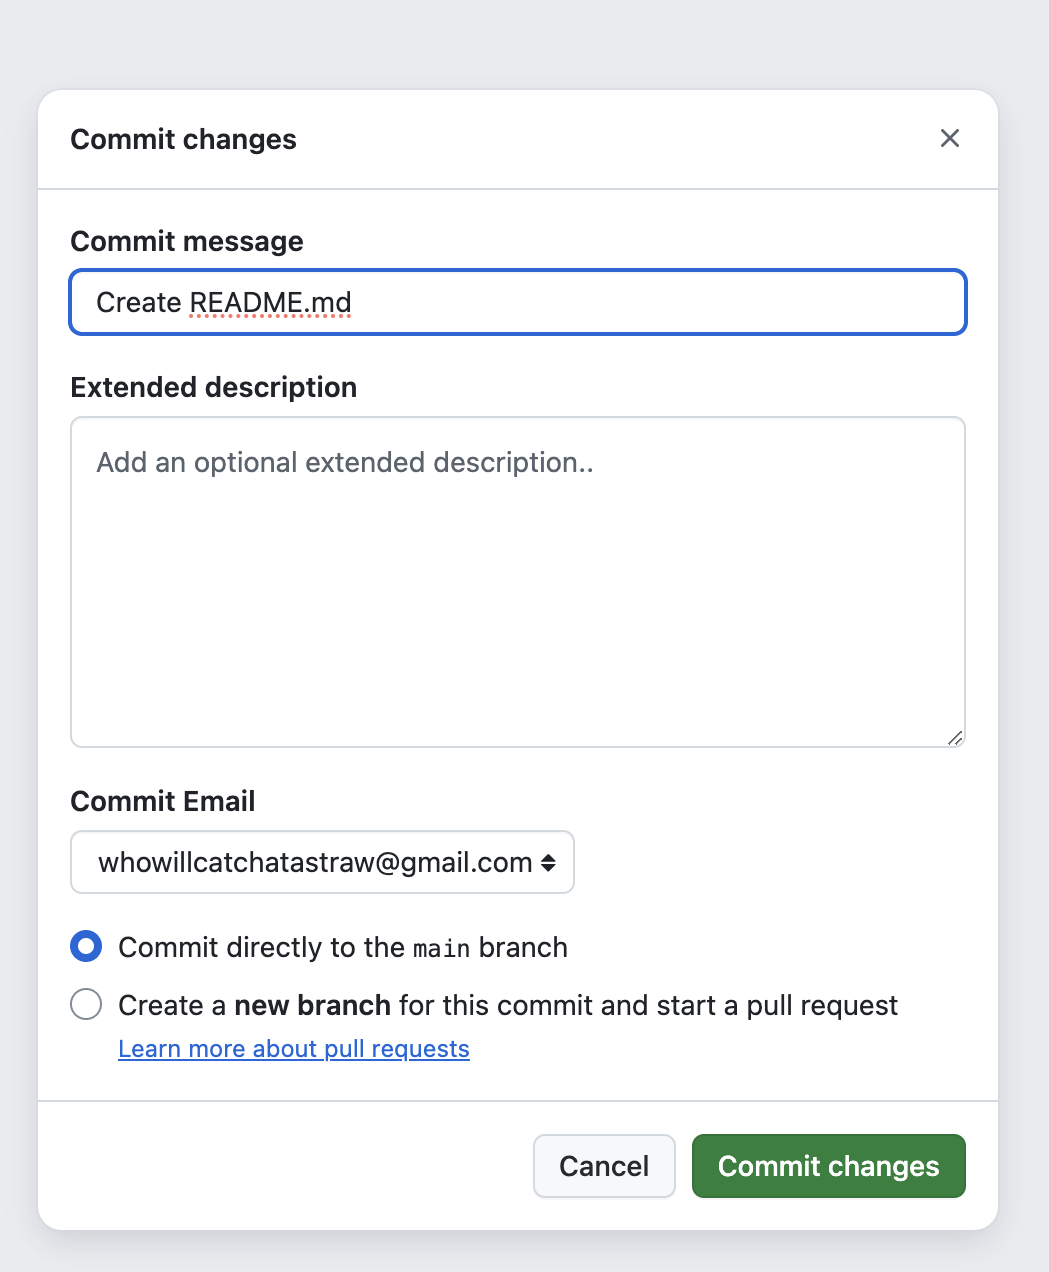 Commit changes
Commit message
Create README.md
Extended description
Add an optional extended description..
Commit Email
whowillcatchatastraw@gmail.com
Commit directly to the main branch
Create a new branch for this commit and start a pull request
Learn more about pull requests
Cancel
Commit changes